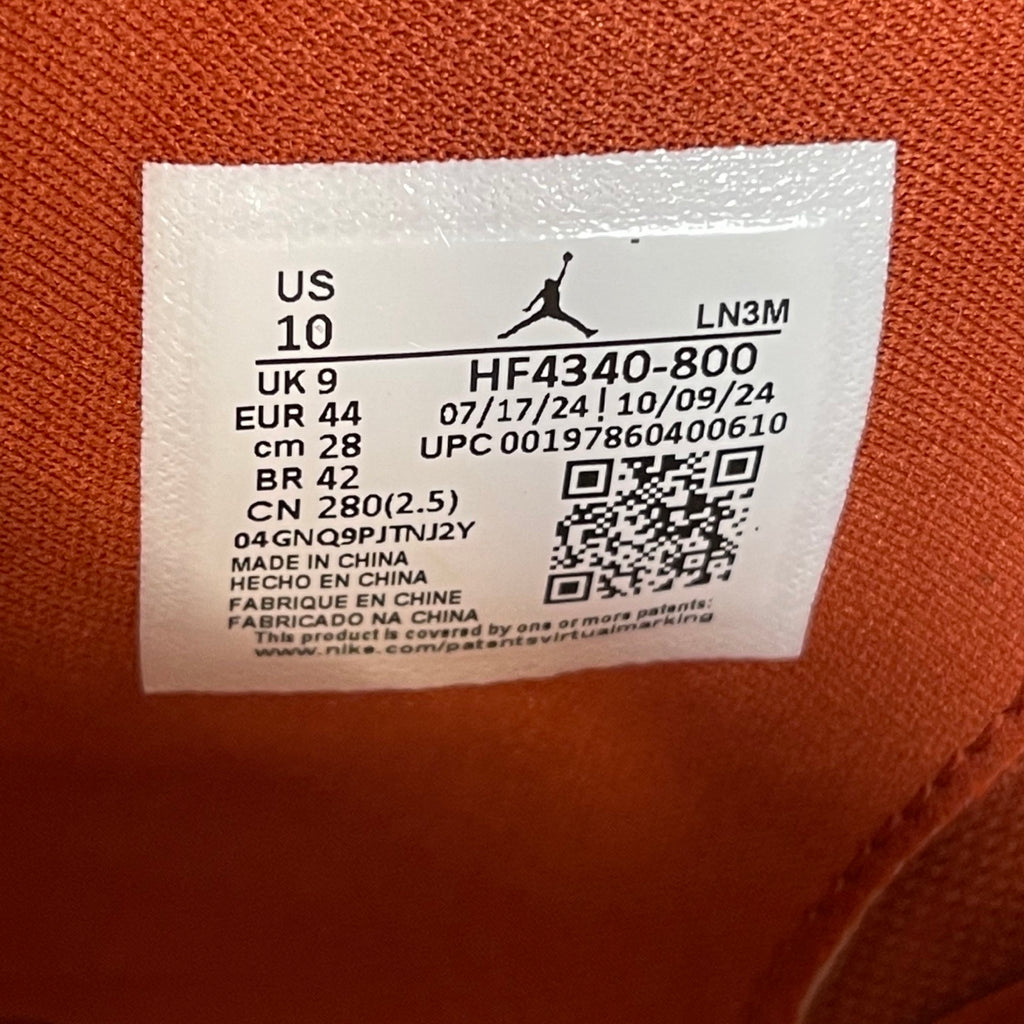 US
10
LN3M
UK 9
EUR 44
cm 28
BR 42
CN 280(2.5)
04GNQ9PJTNJ2Y
HF4340-800
07/17/24 | 10/09/24
UPC 00197860400610
MADE IN CHINA
HECHO EN CHINA
FABRIQUE EN CHINE
FABRICADO NA CHINA
This product is covered by one or more patents:
www.nike.com/patentsvirtualmarking